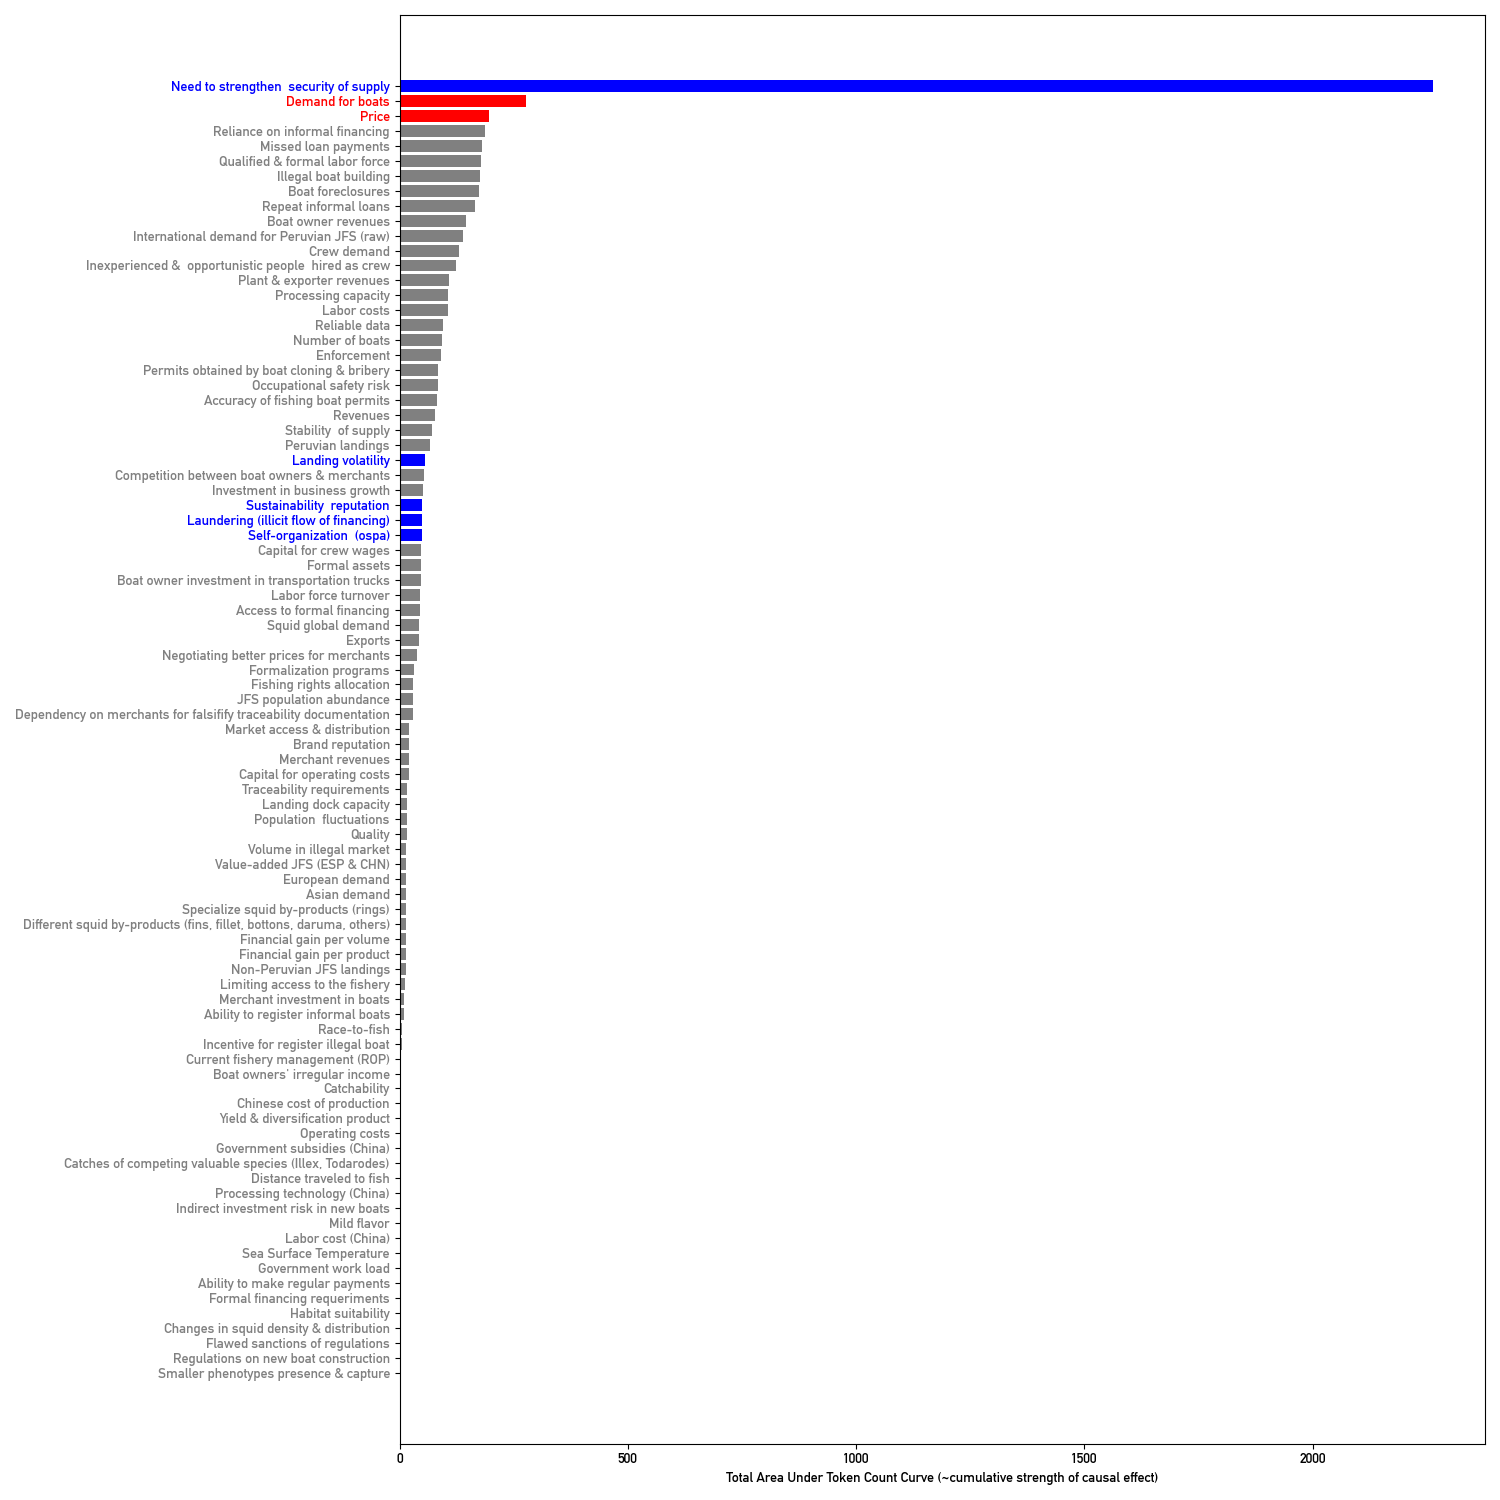 Need to strengthen  security of supply
Demand for boats
Price
Reliance on informal financing
Missed loan payments
Qualified & formal labor force
Illegal boat building
Boat foreclosures
Repeat informal loans
Boat owner revenues
International demand for Peruvian JFS (raw)
Crew demand
Inexperienced &  opportunistic people  hired as crew
Plant & exporter revenues
Processing capacity
Labor costs
Reliable data
Number of boats
Enforcement
Permits obtained by boat cloning & bribery
Occupational safety risk
Accuracy of fishing boat permits
Revenues
Stability  of supply
Peruvian landings
Landing volatility
Competition between boat owners & merchants
Investment in business growth
Sustainability  reputation
Laundering (illicit flow of financing)
Self-organization  (ospa)
Capital for crew wages
Formal assets
Boat owner investment in transportation trucks
Labor force turnover
Access to formal financing
Squid global demand
Exports
Negotiating better prices for merchants
Formalization programs
Fishing rights allocation
JFS population abundance
Dependency on merchants for falsifify traceability documentation
Market access & distribution
Brand reputation
Merchant revenues
Capital for operating costs
Traceability requirements
Landing dock capacity
Population  fluctuations
Quality
Volume in illegal market
Value-added JFS (ESP & CHN)
European demand
Asian demand
Specialize squid by-products (rings)
Different squid by-products (fins, fillet, bottons, daruma, others)
Financial gain per volume
Financial gain per product
Non-Peruvian JFS landings
Limiting access to the fishery
Merchant investment in boats
Ability to register informal boats
Race-to-fish
Incentive for register illegal boat
Current fishery management (ROP)
Boat owners' irregular income
Catchability
Chinese cost of production
Yield & diversification product
Operating costs
Government subsidies (China)
Catches of competing valuable species (Illex, Todarodes)
Distance traveled to fish
Processing technology (China)
Indirect investment risk in new boats
Mild flavor
Labor cost (China)
Sea Surface Temperature
Government work load
Ability to make regular payments
Formal financing requeriments
Habitat suitability
Changes in squid density & distribution
Flawed sanctions of regulations
Regulations on new boat construction
Smaller phenotypes presence & capture
0 500 1000 1500 2000
Total Area Under Token Count Curve (~cumulative strength of causal effect)